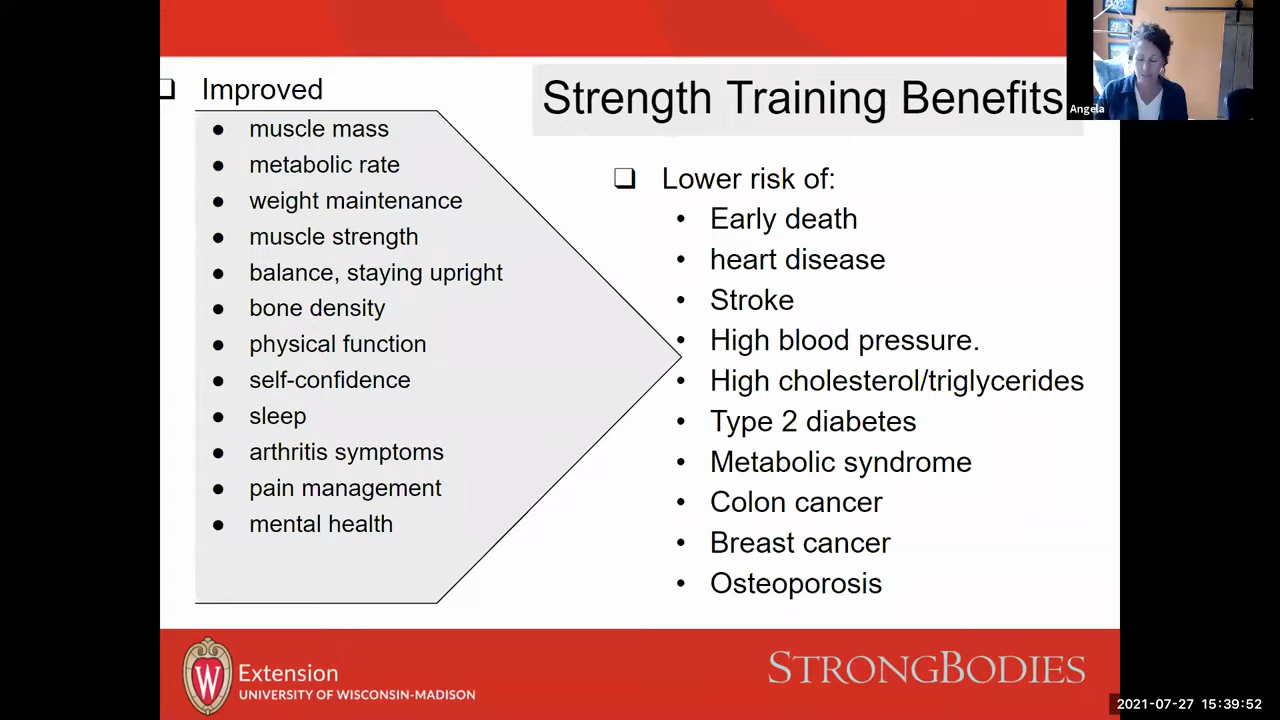 Improved
muscle mass
metabolic rate
weight maintenance
muscle strength
balance, staying upright
bone density
physical function
self-confidence
sleep
arthritis symptoms
pain management
mental health
Strength Training Benefits
Lower risk of:
Early death
heart disease
Stroke
High blood pressure.
High cholesterol/triglycerides
Type 2 diabetes
Metabolic syndrome
Colon cancer
Breast cancer
Osteoporosis
Angela
W
Extension
UNIVERSITY OF WISCONSIN-MADISON
STRONGBODIES
2021-07-27 15:39:52